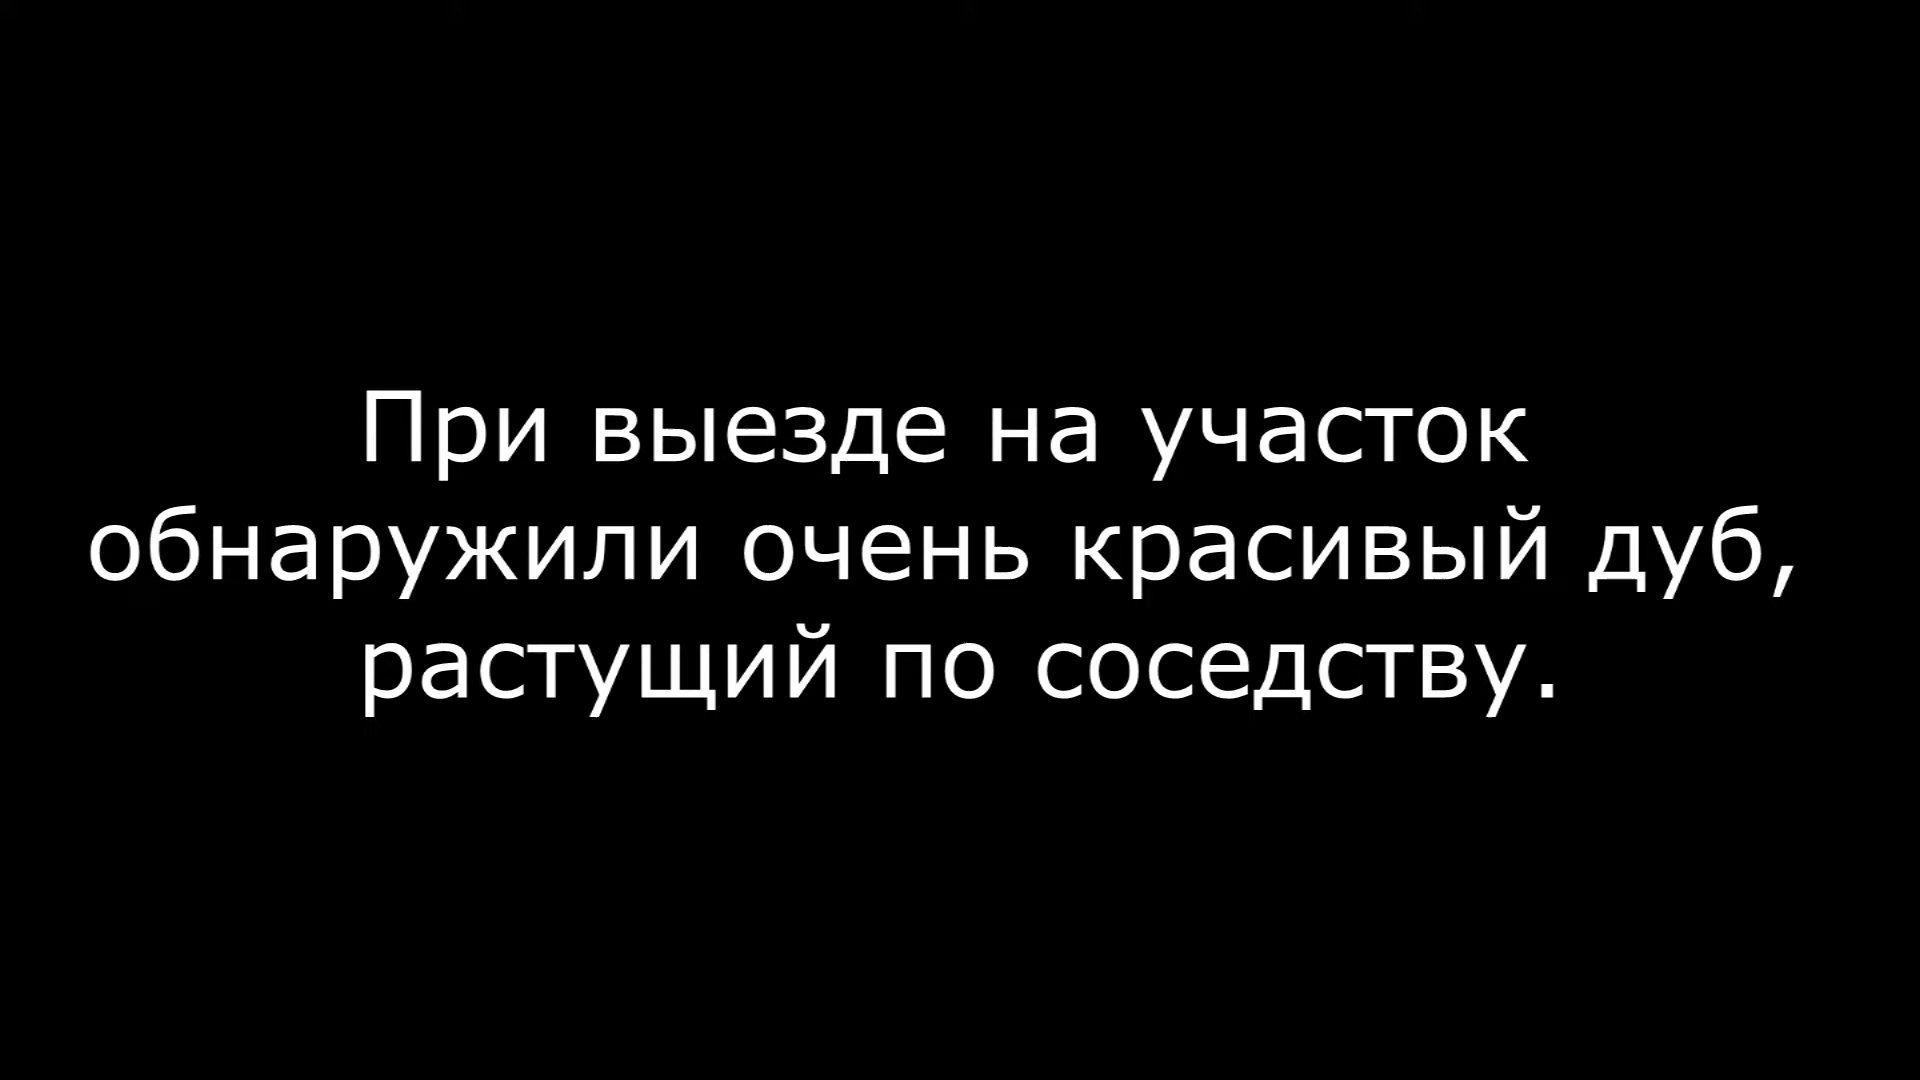 При выезде на участок
обнаружили очень красивый дуб,
растущий по соседству.